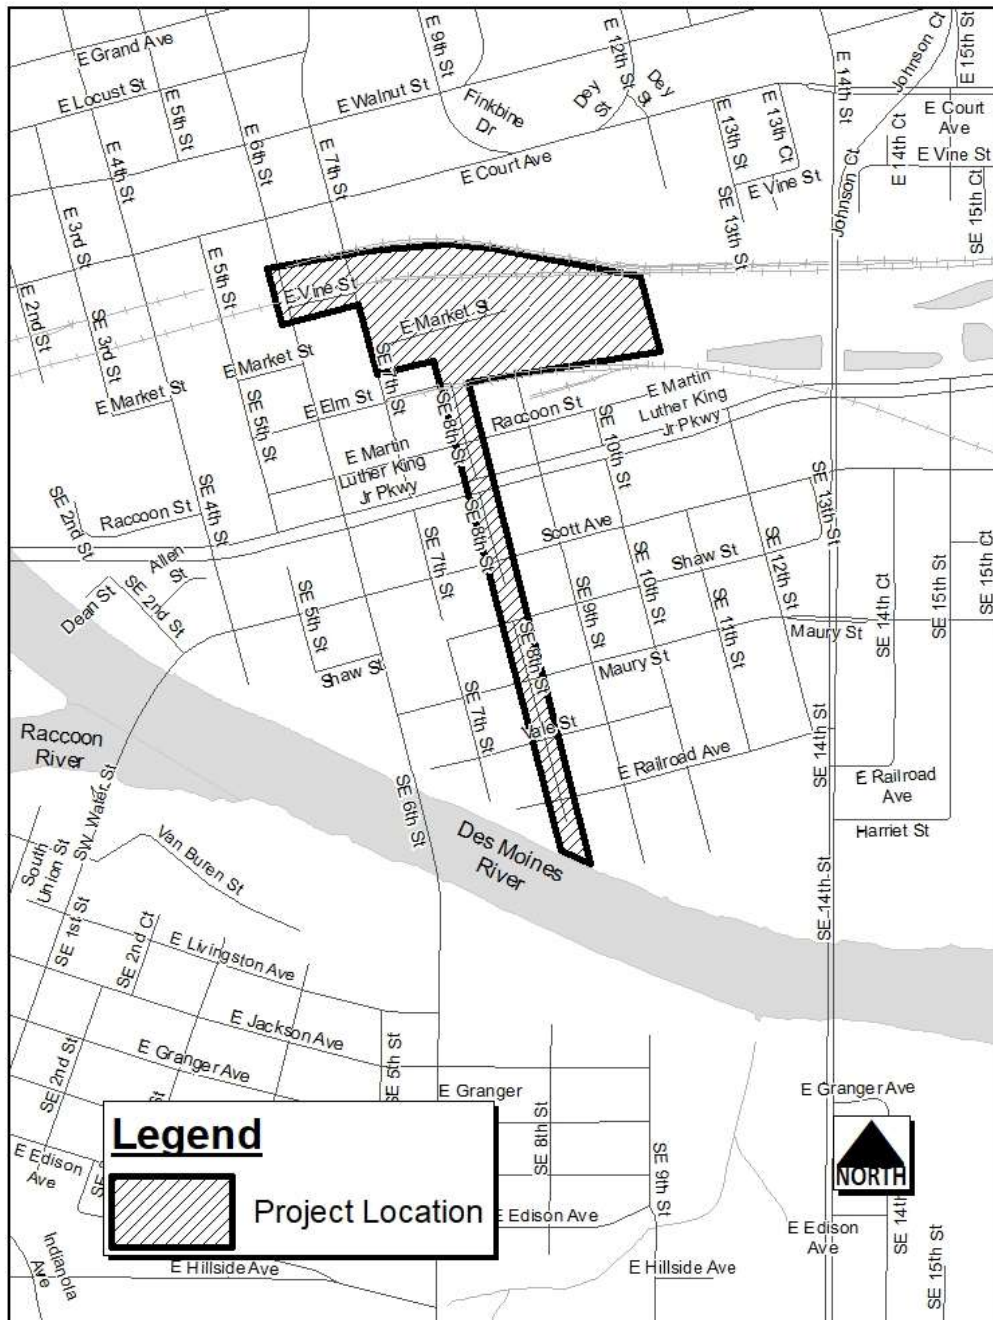 E Grand Ave
E 9th St
E 12th St
E 14th St
Johnson Ct
E 15th St
E Locust St
E 5th St
E Walnut St
Finkbine
Dr
Dey
St
Dey
St
E 13th St
E 13th Ct
E Court
Ave
E 14th Ct
E Vine St
E 4th St
E 6th St
E 7th St
E Court Ave
E Vine St
Johnson Ct
SE 15th Ct
E 3rd St
SE 13th St
E 2nd St
E 5th St
E Vine St
SE 3rd St
E Market St
E Market St
E Market St
SE 7th St
E Elm St
SE 5th St
SE 8th St
Raccoon St
E Martin
Luther King
Jr Pkwy
E Martin
Luther King
Jr Pkwy
SE 10th St
SE 13th St
SE 2nd St
Raccoon St
SE 4th St
Allen
St
SE 7th St
SE 8th St
Scott Ave
Shaw St
SE 12th St
SE 10th St
SE 14th Ct
SE 15th St
SE 15th Ct
Dean St
SE 2nd St
SE 5th St
Shaw St
SE 8th St
SE 9th St
SE 11th St
Maury St
Maury St
SE 7th St
Vale St
E Railroad Ave
SE 14th St
E Railroad
Ave
Harriet St
Raccoon
River
SW Water St
SE 6th St
Des Moines
River
South
Union St
Van Buren St
SE 14th St
SE 1st St
SE 2nd Ct
E Livingston Ave
E Jackson Ave
SE 2nd St
E Granger Ave
SE 5th St
E Granger
E Granger Ave
St
SE 8th St
SE 9th St
NORTH
Legend
Project Location
E Edison
Ave
SE
E Edison Ave
E Edison
Ave
SE 14th
SE 15th St
Indianola
Ave
E Hillside Ave
E Hillside Ave